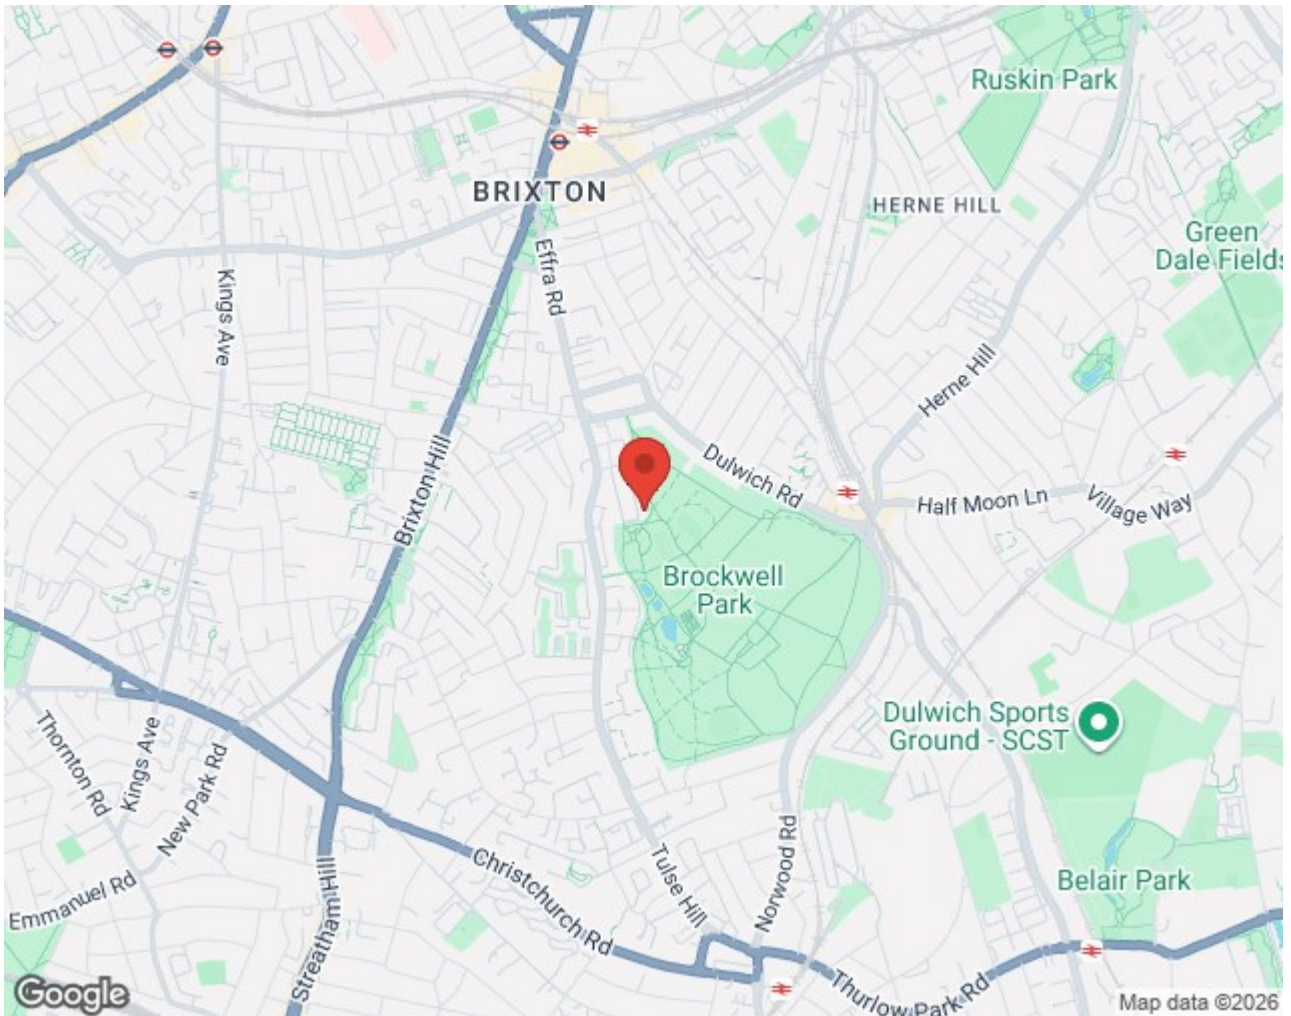 Ruskin Park
BRIXTON
HERNE HILL
Green
Dale Fields
Effra Rd
Kings Ave
Herne Hill
Brixton Hill
Dulwich Rd
Half Moon Ln
Village Way
Brockwell
Park
Dulwich Sports
Ground - SCST
Thornton Rd
Kings Ave
New Park Rd
Emmanuel Rd
Streatham Hill
Christchurch Rd
Tulse Hill
Norwood Rd
Belair Park
Thurlow Park Rd
Google
Map data ©2026